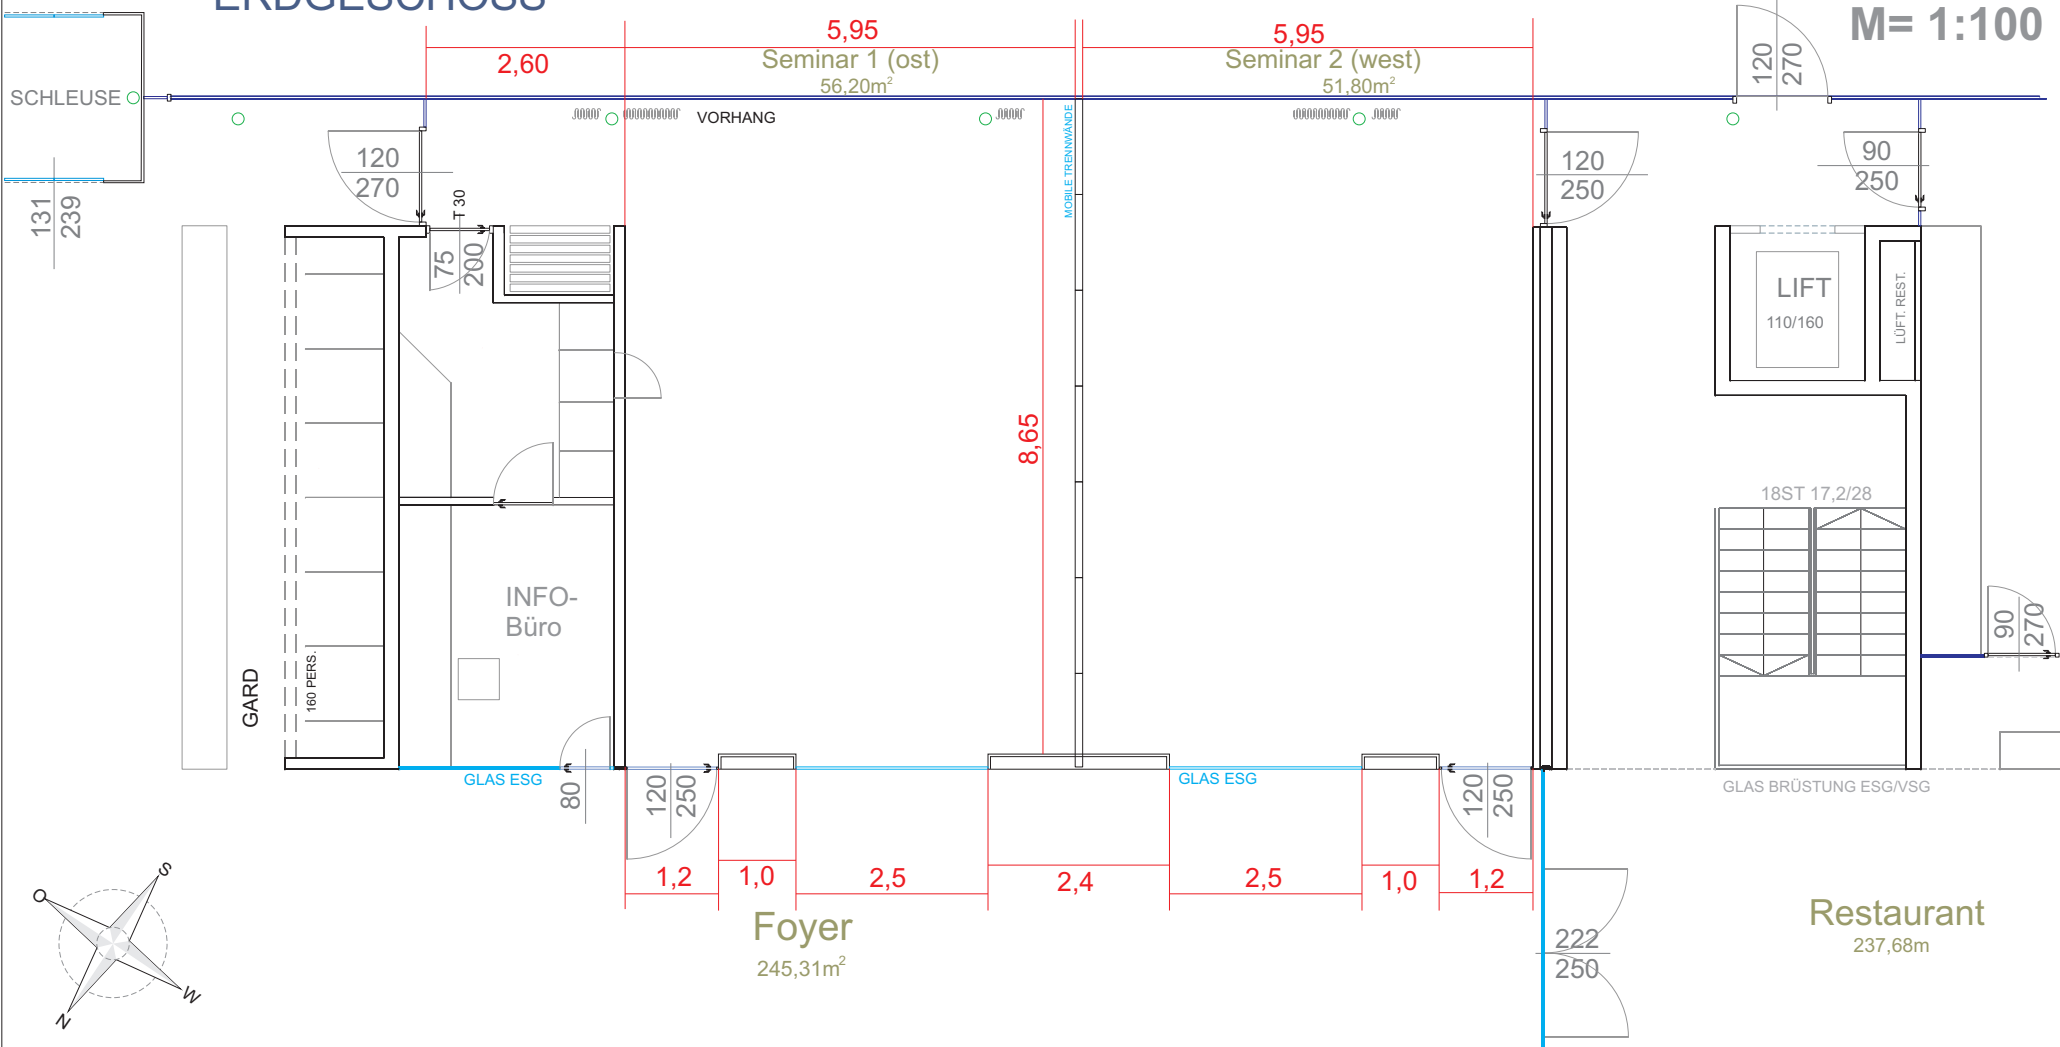 ERDGESCHOSS
M= 1:100
5,95
5,95
2,60
Seminar 1 (ost)
56,20m²
Seminar 2 (west)
51,80m²
120
270
SCHLEUSE
VORHANG
MOBILE TRENNWÄNDE
120
270
120
250
90
250
131
239
T 30
75
200
LIFT
110/160
LÜFT. REST.
8,65
18ST 17,2/28
INFO-
Büro
GARD
160 PERS.
90
270
GLAS ESG
80
120
250
GLAS ESG
120
250
GLAS BRÜSTUNG ESG/VSG
1,2
1,0
2,5
2,4
2,5
1,0
1,2
Foyer
245,31m²
Restaurant
237,68m
222
250
S
O
W
N